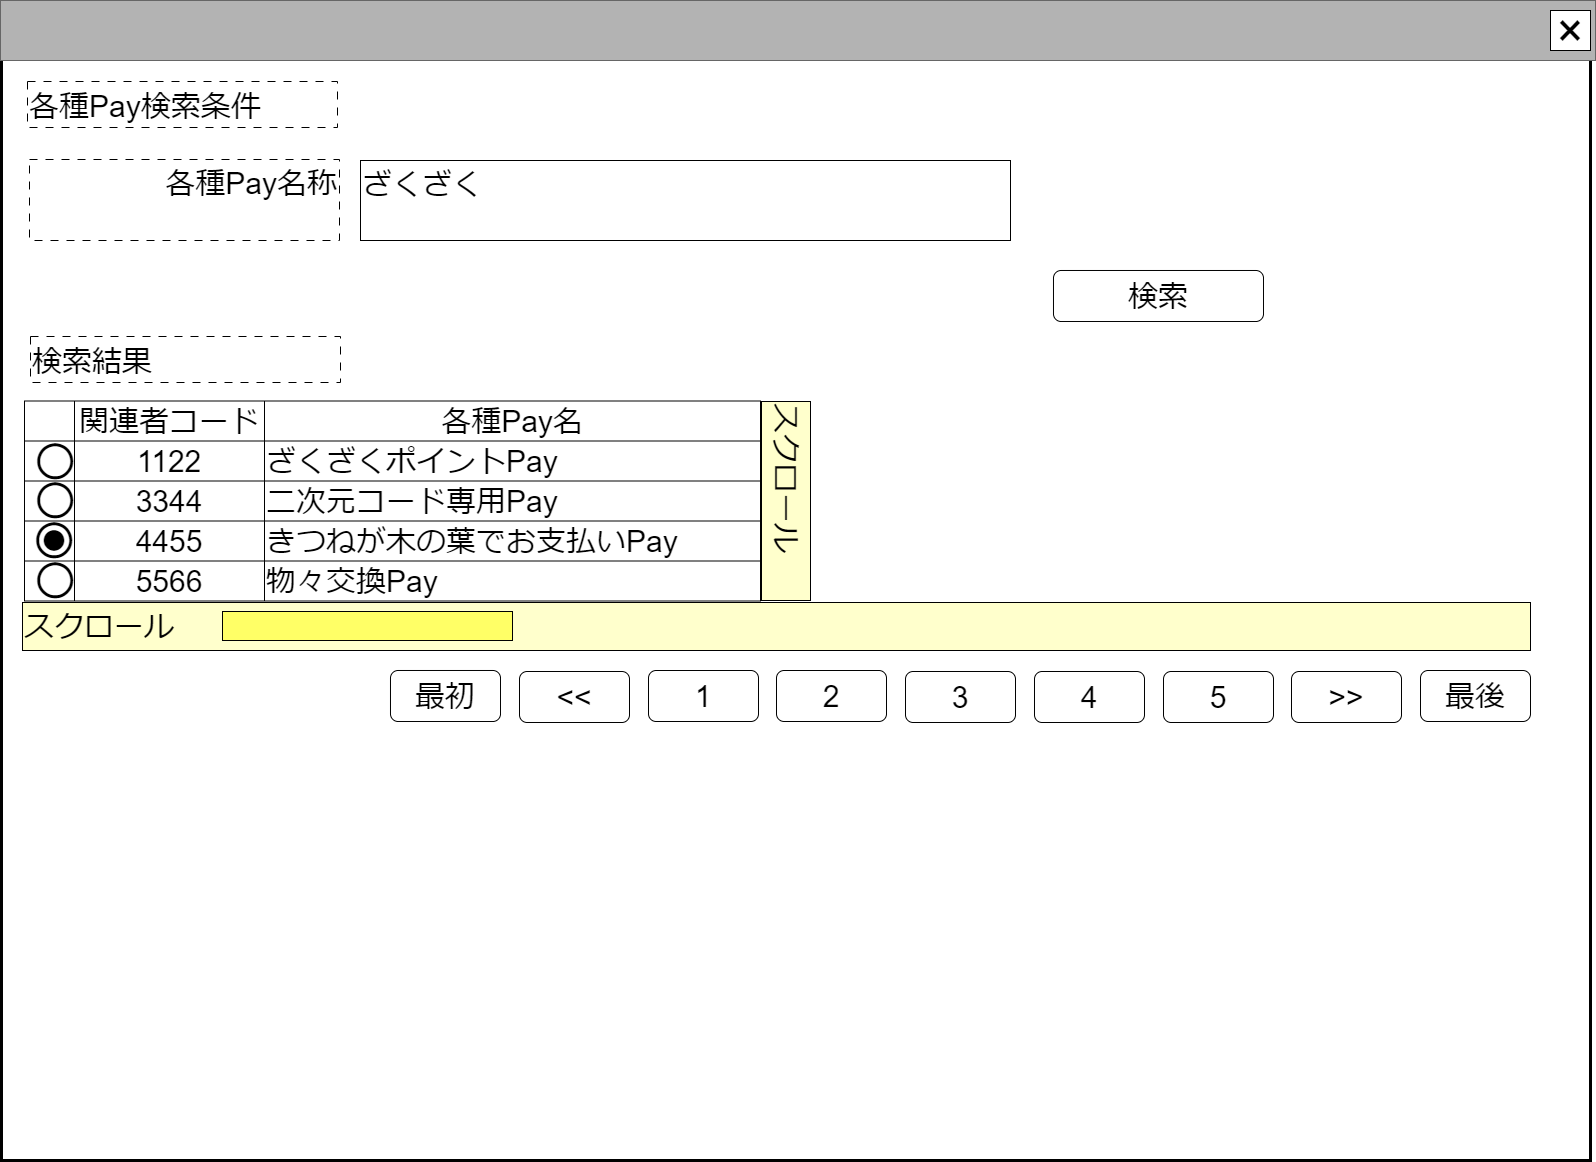 各種Pay検索条件
各種Pay名称 ざくざく
検索
検索結果
関連者コード 各種Pay名
1122 ざくざくポイントPay
3344 二次元コード専用Pay
4455 きつねが木の葉でお支払いPay
5566 物々交換Pay
スクロール
スクロール
最初 << 1 2 3 4 5 >> 最後